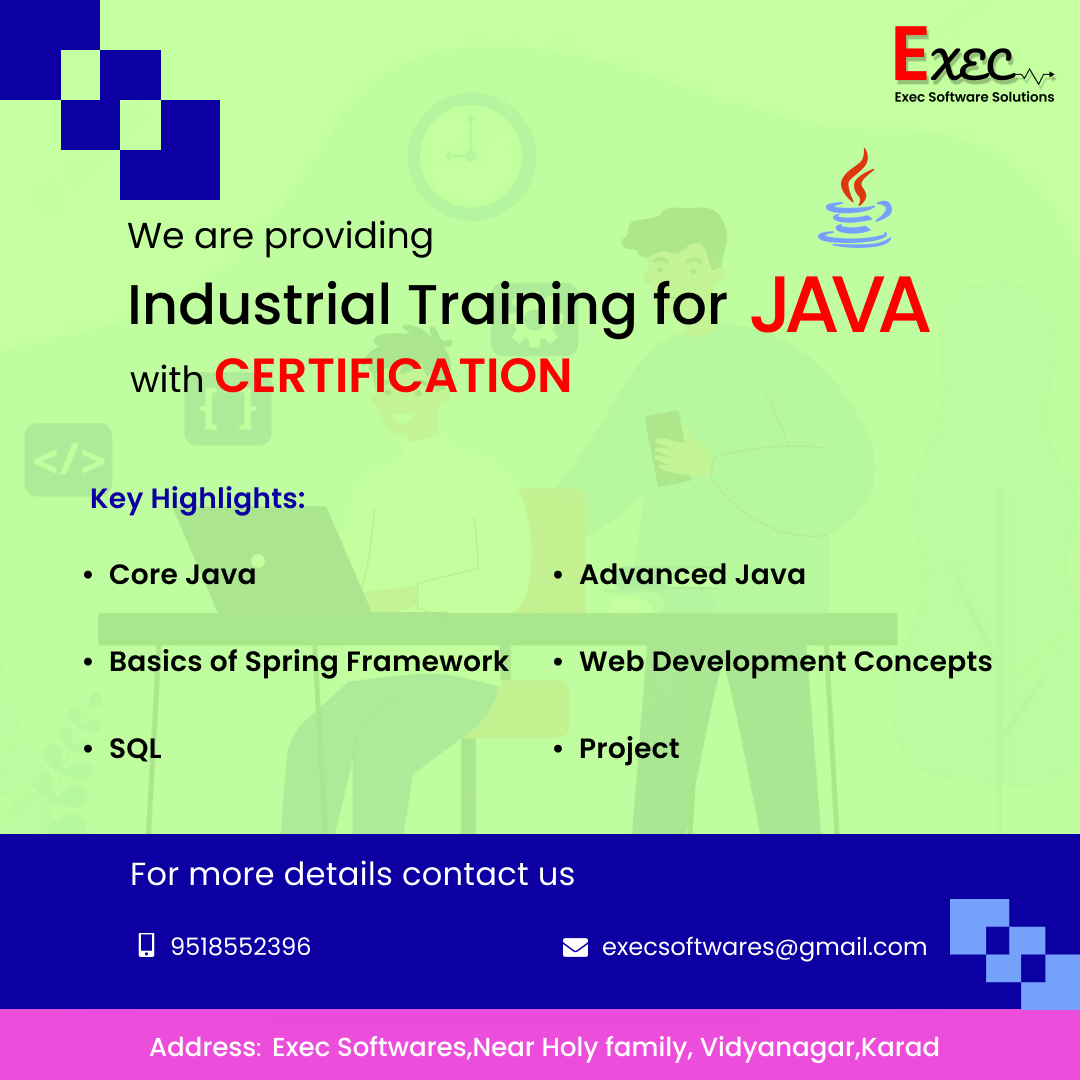 Exec
Exec Software Solutions
We are providing
Industrial Training for JAVA
with CERTIFICATION
{ }
</>
Key Highlights:
• Core Java
• Advanced Java
• Basics of Spring Framework
• Web Development Concepts
• SQL
• Project
For more details contact us
9518552396
execsoftwares@gmail.com
Address: Exec Softwares,Near Holy family, Vidyanagar,Karad